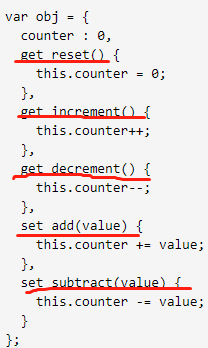 var obj = {
  counter : 0,
  get reset() {
    this.counter = 0;
  },
  get increment() {
    this.counter++;
  },
  get decrement() {
    this.counter--;
  },
  set add(value) {
    this.counter += value;
  },
  set subtract(value) {
    this.counter -= value;
  }
};